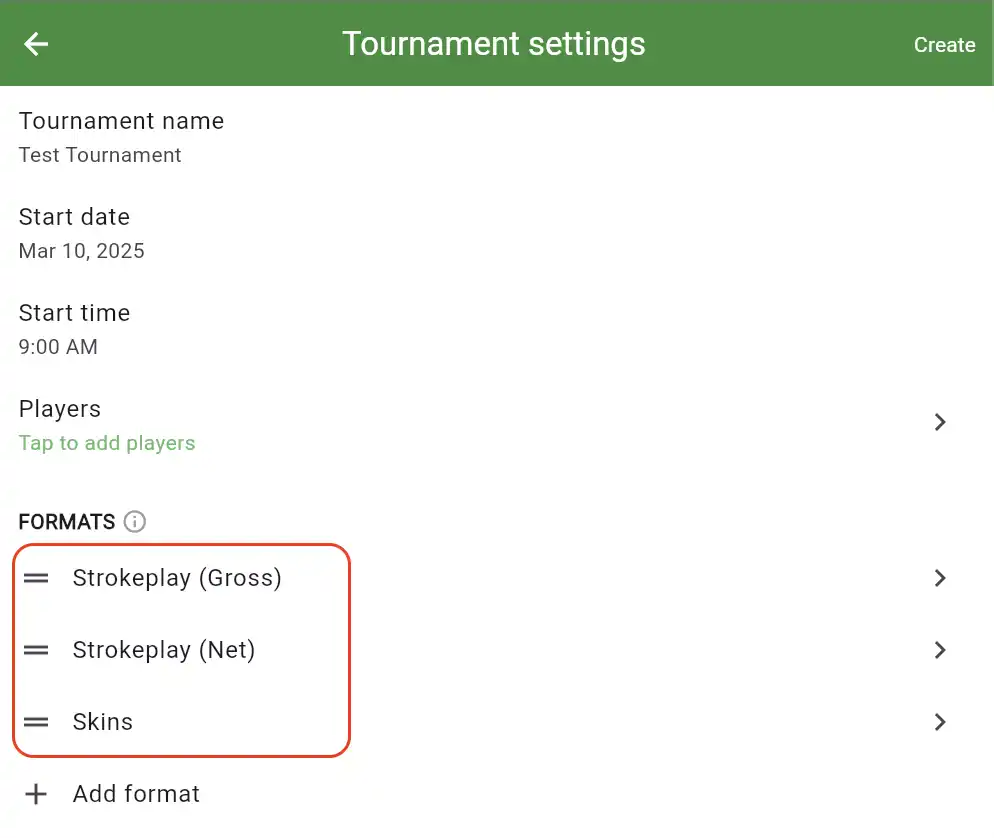 Tournament settings
Create
Tournament name
Test Tournament
Start date
Mar 10, 2025
Start time
9:00 AM
Players
Tap to add players
FORMATS
Strokeplay (Gross)
Strokeplay (Net)
Skins
Add format